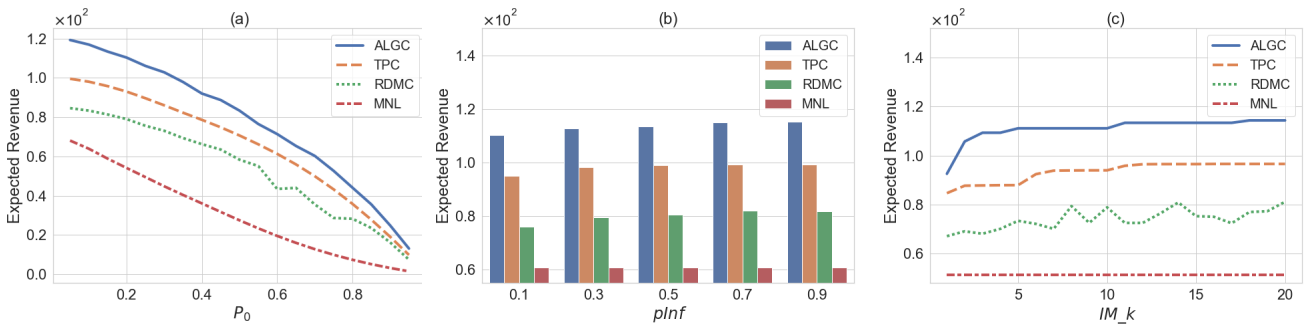 (a)
×10²
Expected Revenue
1.2
1.0
0.8
0.6
0.4
0.2
0.0
0.2 0.4 0.6 0.8
P₀
ALGC
TPC
RDMC
MNL
(b)
×10²
Expected Revenue
1.4
1.2
1.0
0.8
0.6
0.1 0.3 0.5 0.7 0.9
pInf
ALGC
TPC
RDMC
MNL
(c)
×10²
Expected Revenue
1.4
1.2
1.0
0.8
0.6
5 10 15 20
IM_k
ALGC
TPC
RDMC
MNL